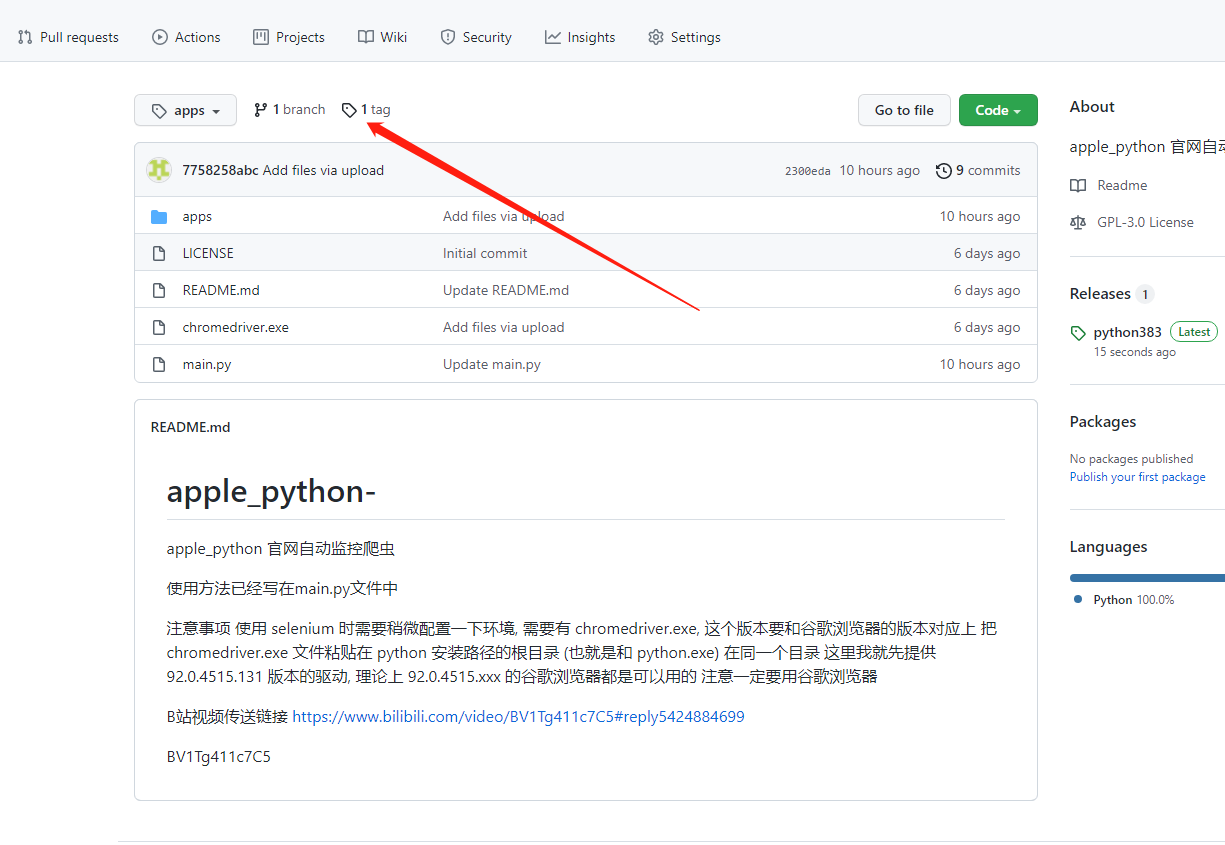 Pull requests Actions Projects Wiki Security Insights Settings
apps 1 branch 1 tag Go to file Code
7758258abc Add files via upload 2300eda 10 hours ago 9 commits
apps Add files via upload 10 hours ago
LICENSE Initial commit 6 days ago
README.md Update README.md 6 days ago
chromedriver.exe Add files via upload 6 days ago
main.py Update main.py 10 hours ago
README.md
apple_python-
apple_python 官网自动监控爬虫
使用方法已经写在main.py文件中
注意事项 使用 selenium 时需要稍微配置一下环境, 需要有 chromedriver.exe, 这个版本要和谷歌浏览器的版本对应上 把
chromedriver.exe 文件粘贴在 python 安装路径的根目录 (也就是和 python.exe) 在同一个目录 这里我就先提供
92.0.4515.131 版本的驱动, 理论上 92.0.4515.xxx 的谷歌浏览器都是可以用的 注意一定要用谷歌浏览器
B站视频传送链接 https://www.bilibili.com/video/BV1Tg411c7C5#reply5424884699
BV1Tg411c7C5
About
apple_python 官网自动
Readme
GPL-3.0 License
Releases 1
python383 Latest
15 seconds ago
Packages
No packages published
Publish your first package
Languages
Python 100.0%